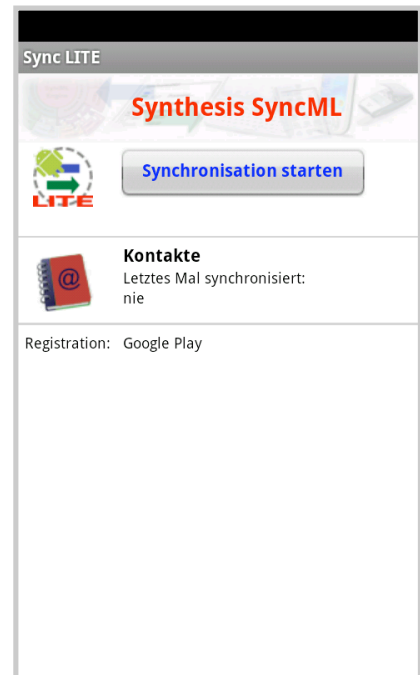 Sync LITE
Synthesis SyncML
LITE
Synchronisation starten
@
Kontakte
Letztes Mal synchronisiert:
nie
Registration: Google Play